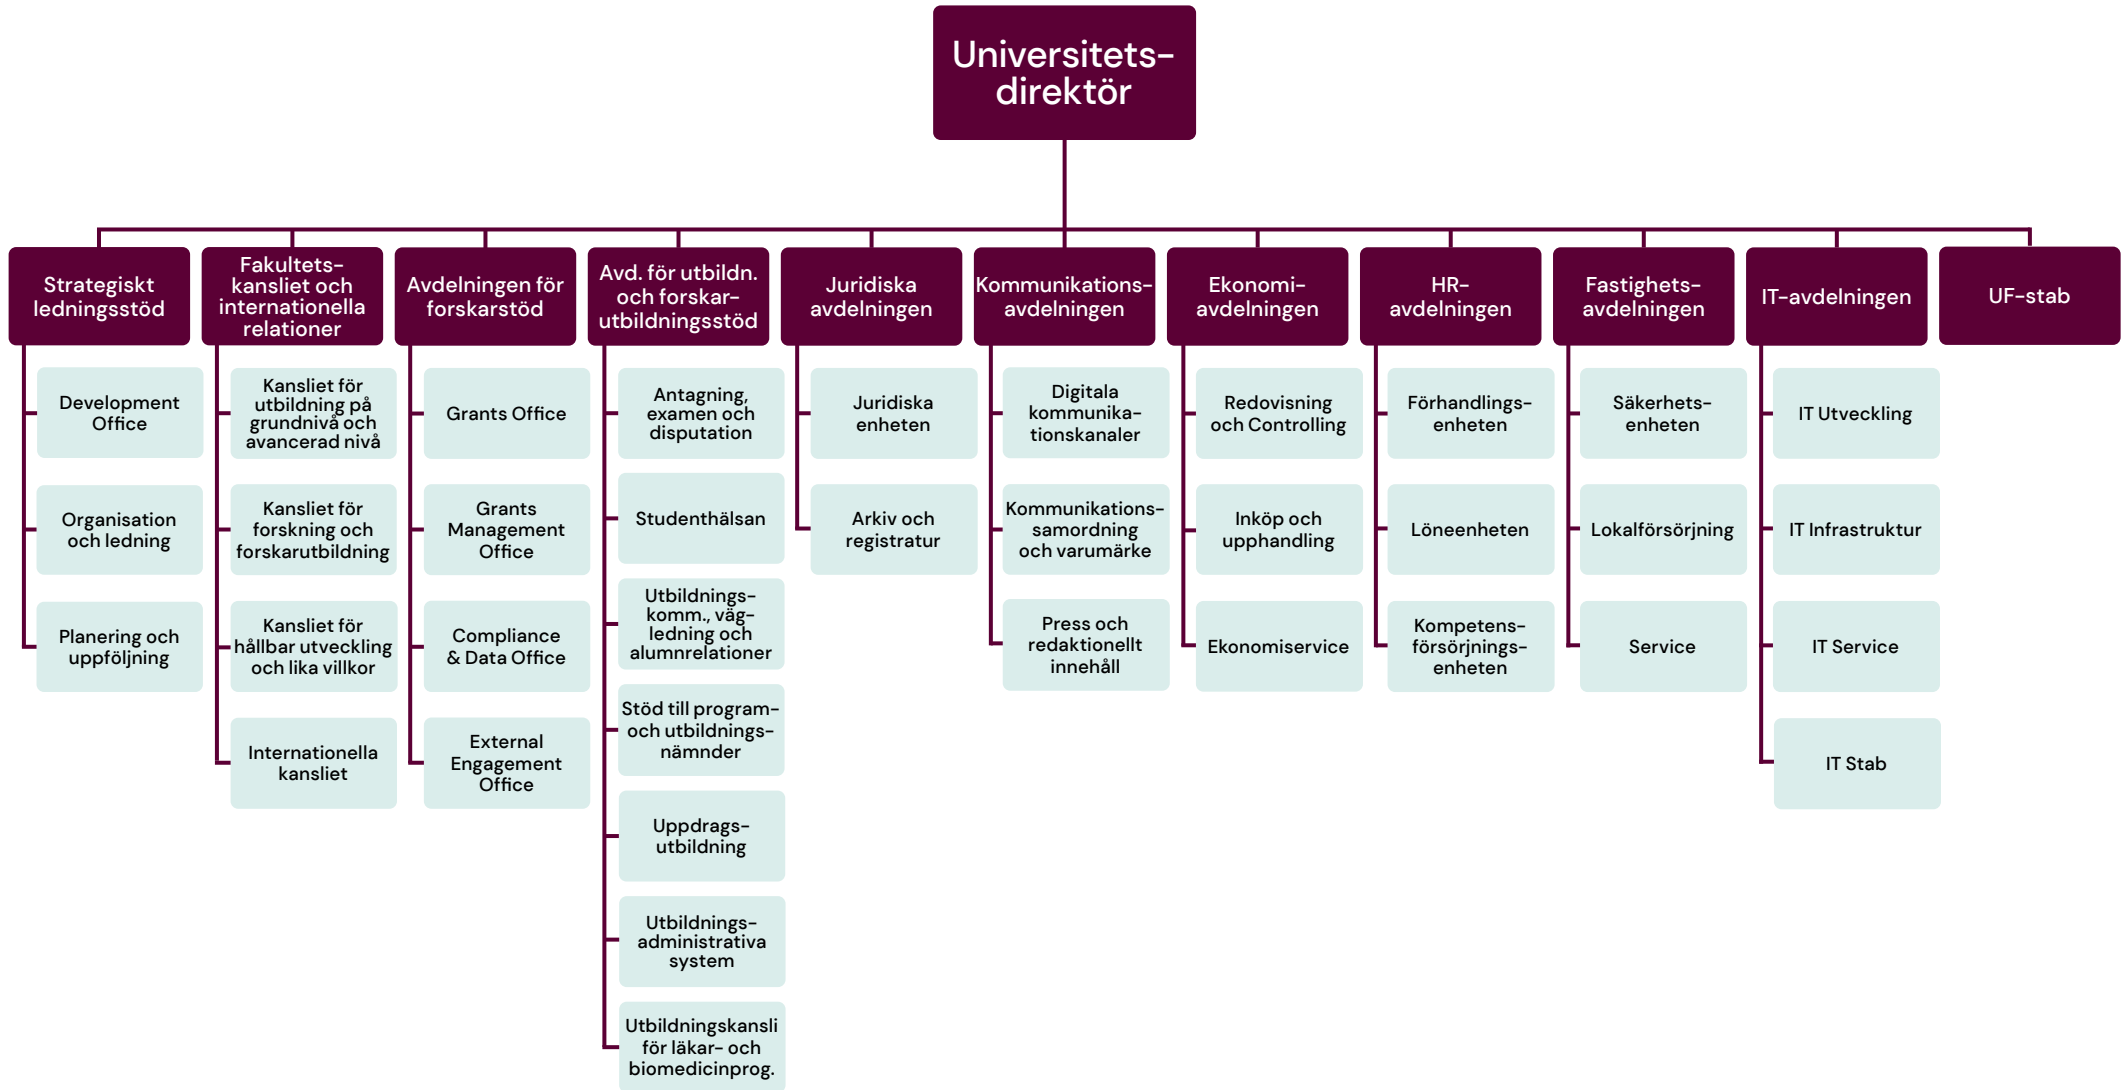 Universitets-
direktör
Strategiskt
ledningsstöd
Fakultets-
kansliet och
internationella
relationer
Avdelningen för
forskarstöd
Avd. för utbildn.
och forskar-
utbildningsstöd
Juridiska
avdelningen
Kommunikations-
avdelningen
Ekonomi-
avdelningen
HR-
avdelningen
Fastighets-
avdelningen
IT-avdelningen
UF-stab
Development
Office
Organisation
och ledning
Planering och
uppföljning
Kansliet för
utbildning på
grundnivå och
avancerad nivå
Kansliet för
forskning och
forskarutbildning
Kansliet för
hållbar utveckling
och lika villkor
Internationella
kansliet
Grants Office
Grants
Management
Office
Compliance
& Data Office
External
Engagement
Office
Antagning,
examen och
disputation
Studenthälsan
Utbildnings-
komm., väg-
ledning och
alumnrelationer
Stöd till program-
och utbildnings-
nämnder
Uppdrags-
utbildning
Utbildnings-
administrativa
system
Utbildningskansli
för läkar- och
biomedicinprog.
Juridiska
enheten
Arkiv och
registratur
Digitala
kommunika-
tionskanaler
Kommunikations-
samordning
och varumärke
Press och
redaktionellt
innehåll
Redovisning
och Controlling
Inköp och
upphandling
Ekonomiservice
Förhandlings-
enheten
Löneenheten
Kompetens-
försörjnings-
enheten
Säkerhets-
enheten
Lokalförsörjning
Service
IT Utveckling
IT Infrastruktur
IT Service
IT Stab